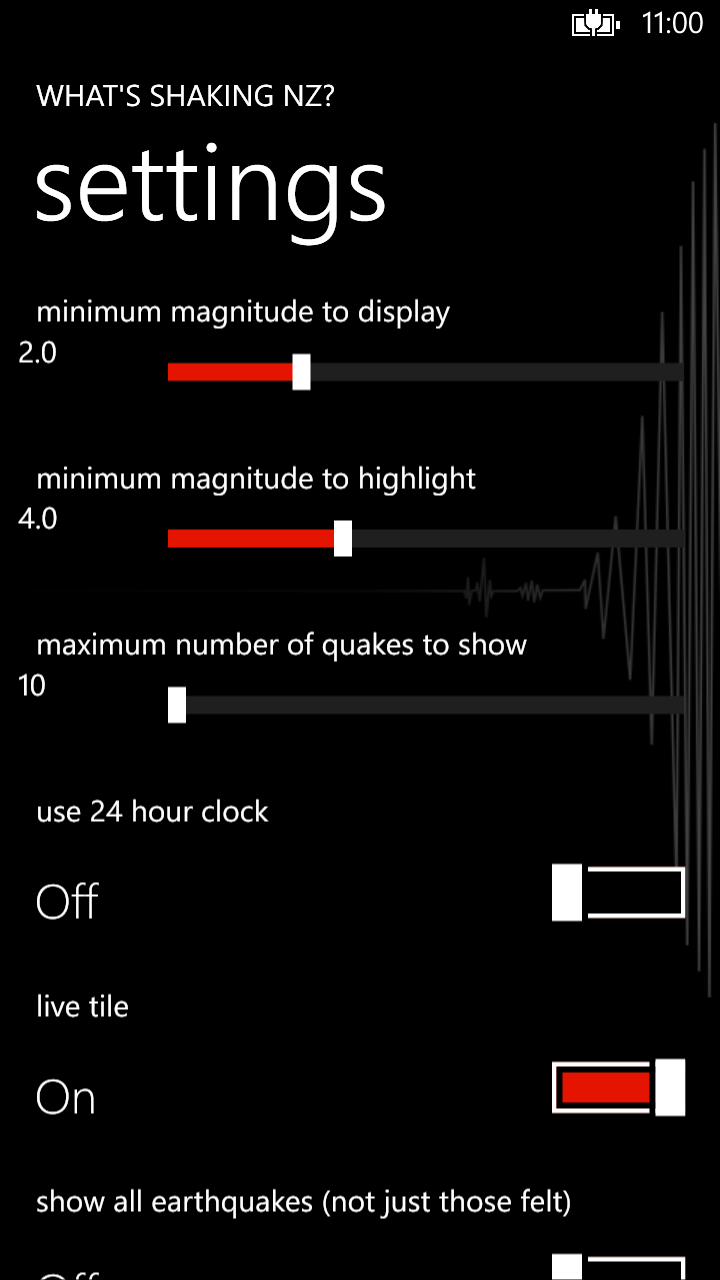 11:00
WHAT'S SHAKING NZ?
settings
minimum magnitude to display
2.0
minimum magnitude to highlight
4.0
maximum number of quakes to show
10
use 24 hour clock
Off
live tile
On
show all earthquakes (not just those felt)
Off